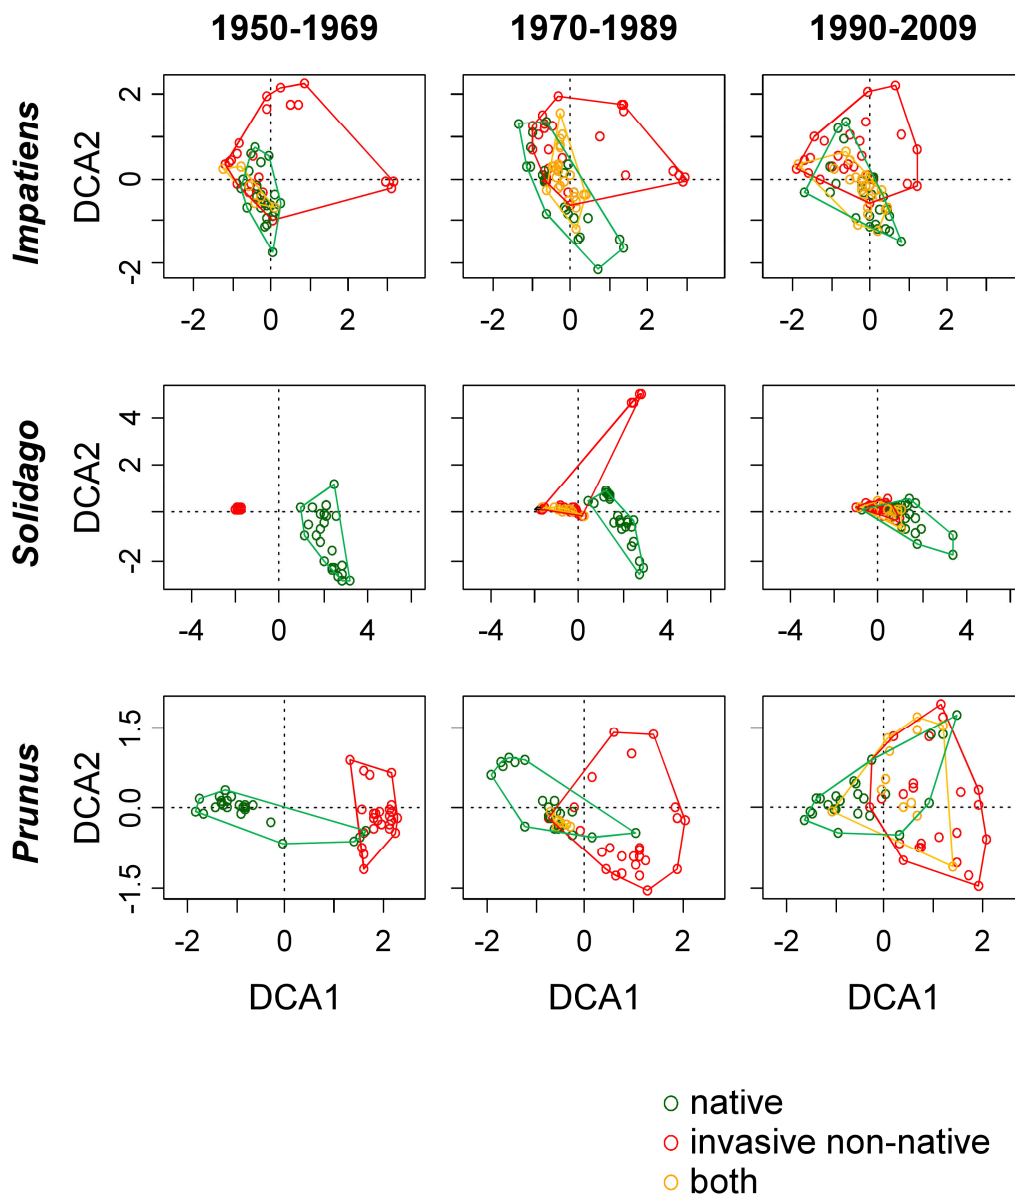 1950-1969 1970-1989 1990-2009
Impatiens
DCA2
2
0
-2
-2 0 2 -2 0 2 -2 0 2
Solidago
DCA2
4
2
0
-2
-4 0 4 -4 0 4 -4 0 4
Prunus
DCA2
1.5
0.0
-1.5
-2 0 2 -2 0 2 -2 0 2
DCA1 DCA1 DCA1
native
invasive non-native
both